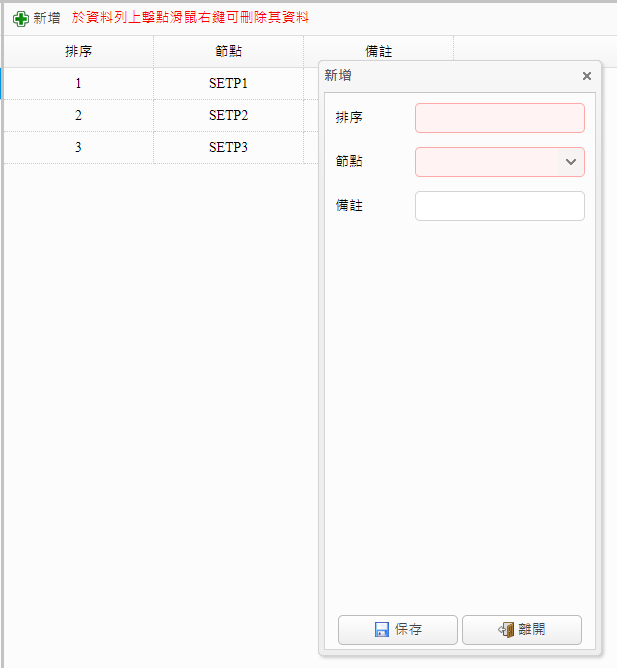 新增 於資料列上擊點滑鼠右鍵可刪除其資料
排序 節點 備註
1 SETP1
2 SETP2
3 SETP3
新增
排序
節點
備註
保存 離開